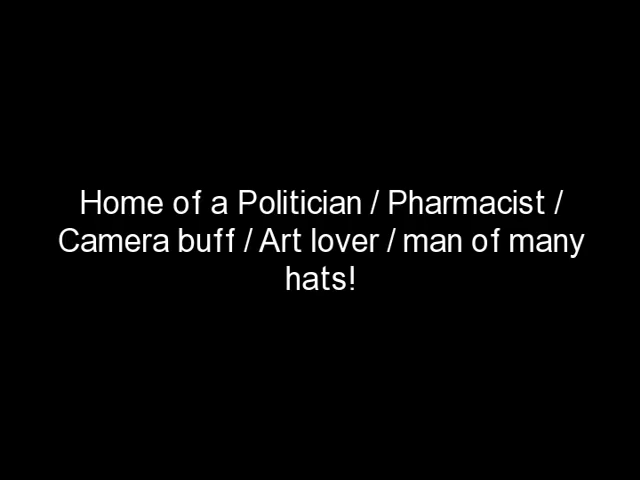 Home of a Politician / Pharmacist /
Camera buff / Art lover / man of many
hats!